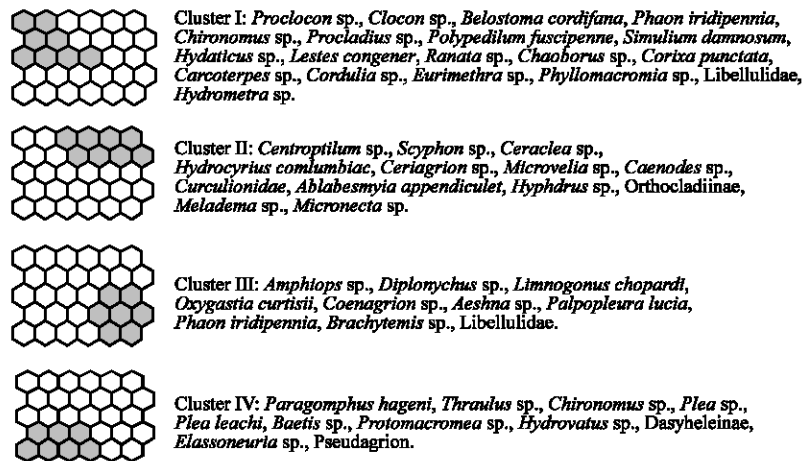 Cluster I: Proclocon sp., Clocon sp., Belostoma cordifana, Phaon iridipennia,
Chironomus sp., Procladius sp., Polypedilum fuscipenne, Simulium damnosum,
Hydaticus sp., Lestes congener, Ranata sp., Chaoborus sp., Corixa punctata,
Carcoterpes sp., Cordulia sp., Eurimethra sp., Phyllomacromia sp., Libellulidae,
Hydrometra sp.
Cluster II: Centroptilum sp., Scyphon sp., Ceraclea sp.,
Hydrocyrius comlumbiac, Ceriagrion sp., Microvelia sp., Caenodes sp.,
Curculionidae, Ablabesmyia appendiculet, Hyphdrus sp., Orthocladiinae,
Meladema sp., Micronecta sp.
Cluster III: Amphiops sp., Diplonychus sp., Limnogonus chopardi,
Oxygastia curtisii, Coenagrion sp., Aeshna sp., Palpopleura lucia,
Phaon iridipennia, Brachytemis sp., Libellulidae.
Cluster IV: Paragomphus hageni, Thraulus sp., Chironomus sp., Plea sp.,
Plea leachi, Baetis sp., Protomacromea sp., Hydrovatus sp., Dasyheleinae,
Elassoneuria sp., Pseudagrion.